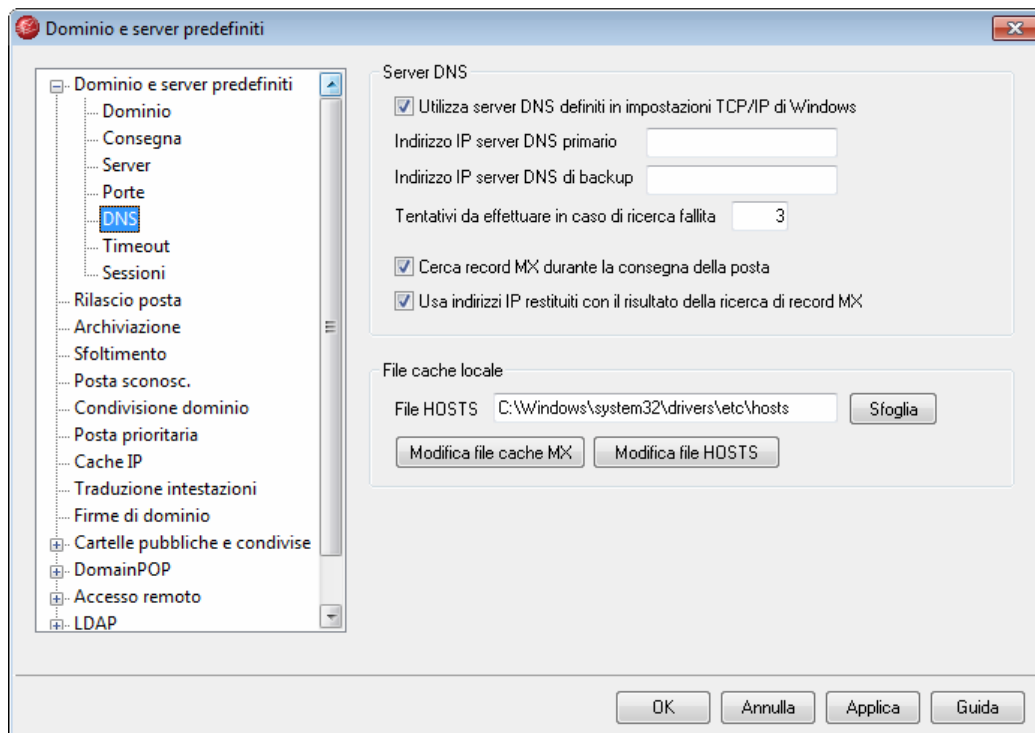 Dominio e server predefiniti
Dominio e server predefiniti
Dominio
Consegna
Server
Porte
DNS
Timeout
Sessioni
Rilascio posta
Archiviazione
Sfoltimento
Posta sconosc.
Condivisione dominio
Posta prioritaria
Cache IP
Traduzione intestazioni
Firme di dominio
Cartelle pubbliche e condivise
DomainPOP
Accesso remoto
LDAP
Server DNS
Utilizza server DNS definiti in impostazioni TCP/IP di Windows
Indirizzo IP server DNS primario
Indirizzo IP server DNS di backup
Tentativi da effettuare in caso di ricerca fallita 3
Cerca record MX durante la consegna della posta
Usa indirizzi IP restituiti con il risultato della ricerca di record MX
File cache locale
File HOSTS C:\Windows\system32\drivers\etc\hosts Sfoglia
Modifica file cache MX Modifica file HOSTS
OK Annulla Applica Guida